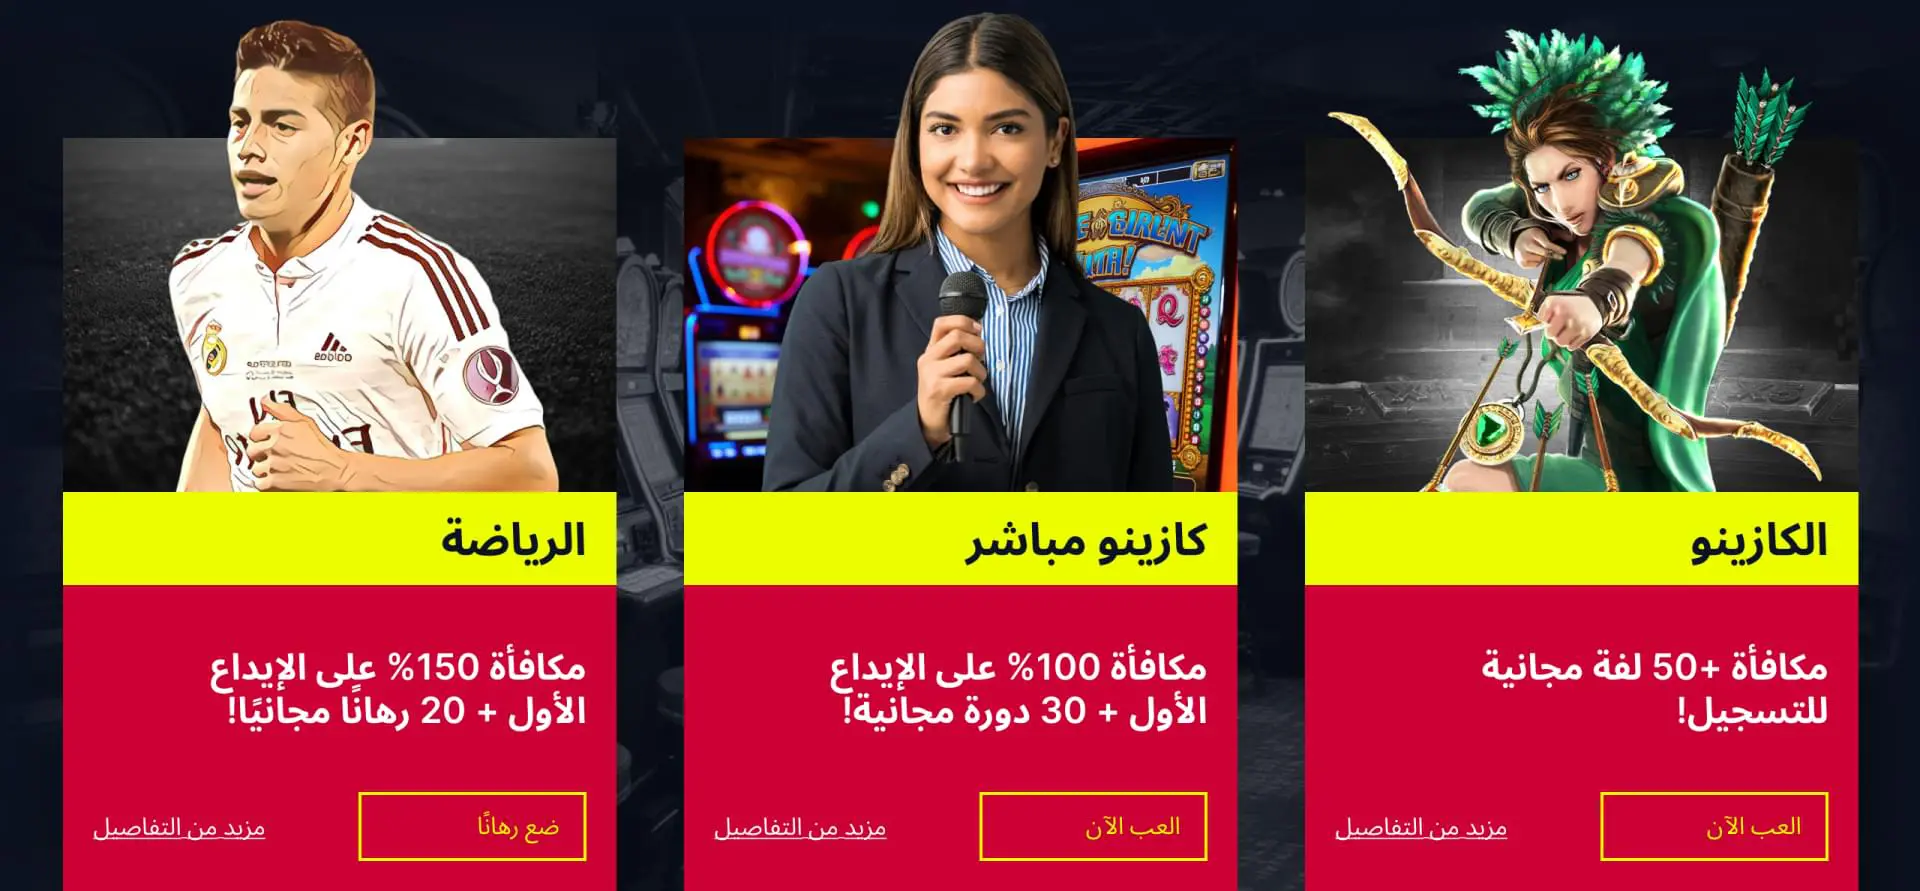 الكازينو
مكافأة +50 لفة مجانية
للتسجيل!
العب الآن
مزيد من التفاصيل
كازينو مباشر
مكافأة 100% على الإيداع
الأول + 30 دورة مجانية!
العب الآن
مزيد من التفاصيل
الرياضة
مكافأة 150% على الإيداع
الأول + 20 رهانًا مجانيًا!
ضع رهانًا
مزيد من التفاصيل